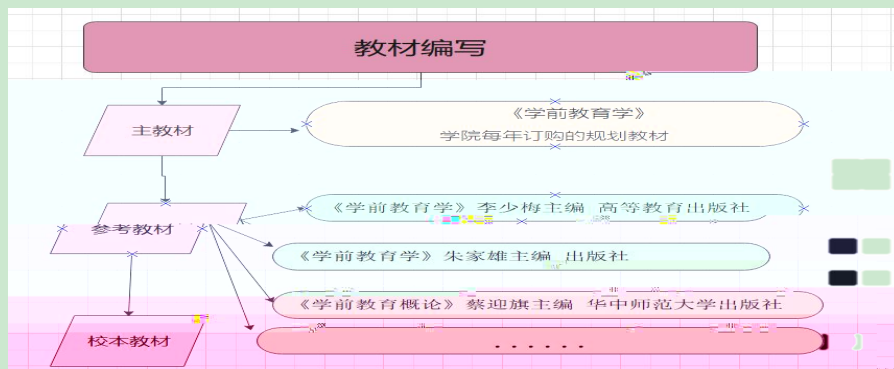 教材编写
主教材
《学前教育学》
学院每年订购的规划教材
参考教材
《学前教育学》李少梅主编 高等教育出版社
《学前教育学》朱家雄主编 出版社
《学前教育概论》蔡迎旗主编 华中师范大学出版社
校本教材
······